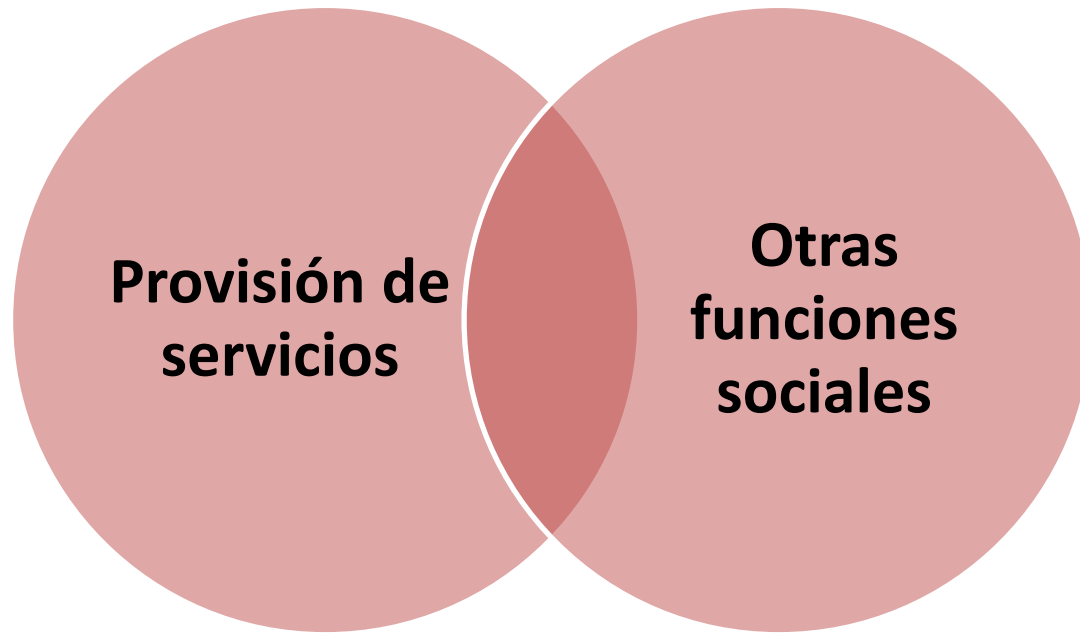 Provisión de
servicios
Otras
funciones
sociales